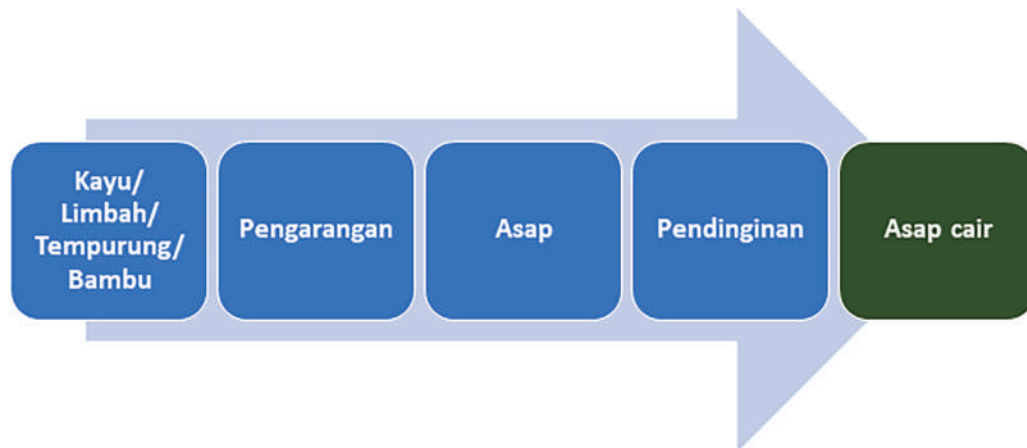 Kayu/
Limbah/
Tempurung/
Bambu
Pengarangan
Asap
Pendinginan
Asap cair